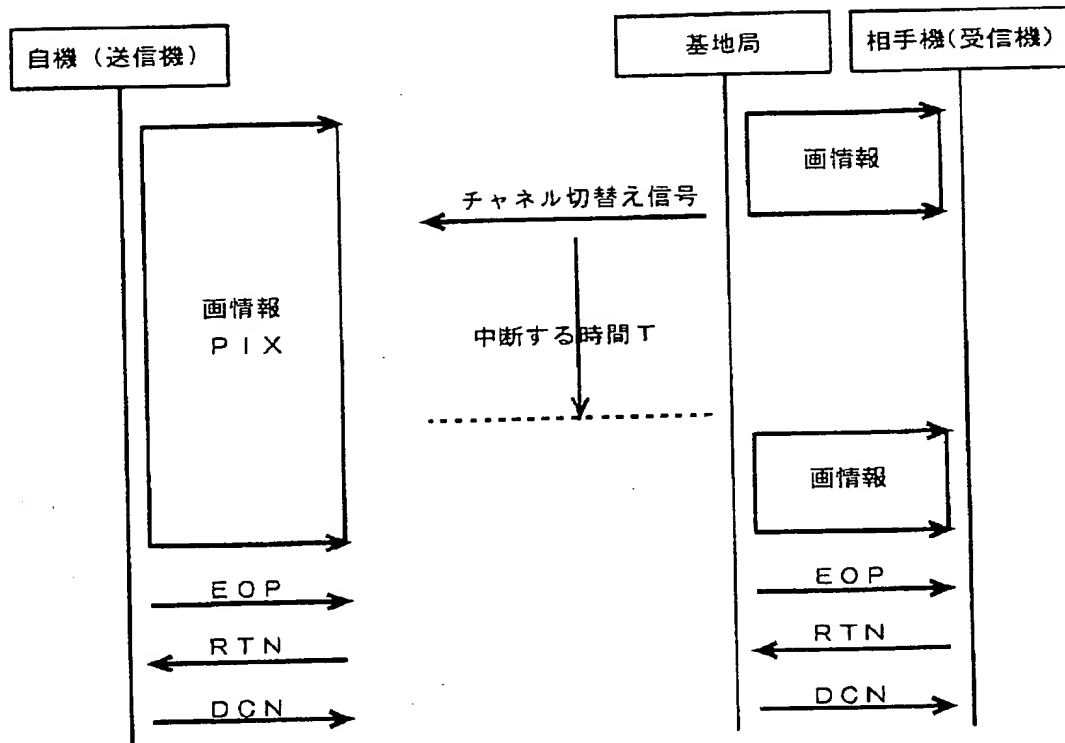 自機（送信機）
基地局
相手機(受信機)
画情報
チャネル切替え信号
画情報
ＰＩＸ
中断する時間Ｔ
画情報
ＥＯＰ
ＥＯＰ
ＲＴＮ
ＲＴＮ
ＤＣＮ
ＤＣＮ